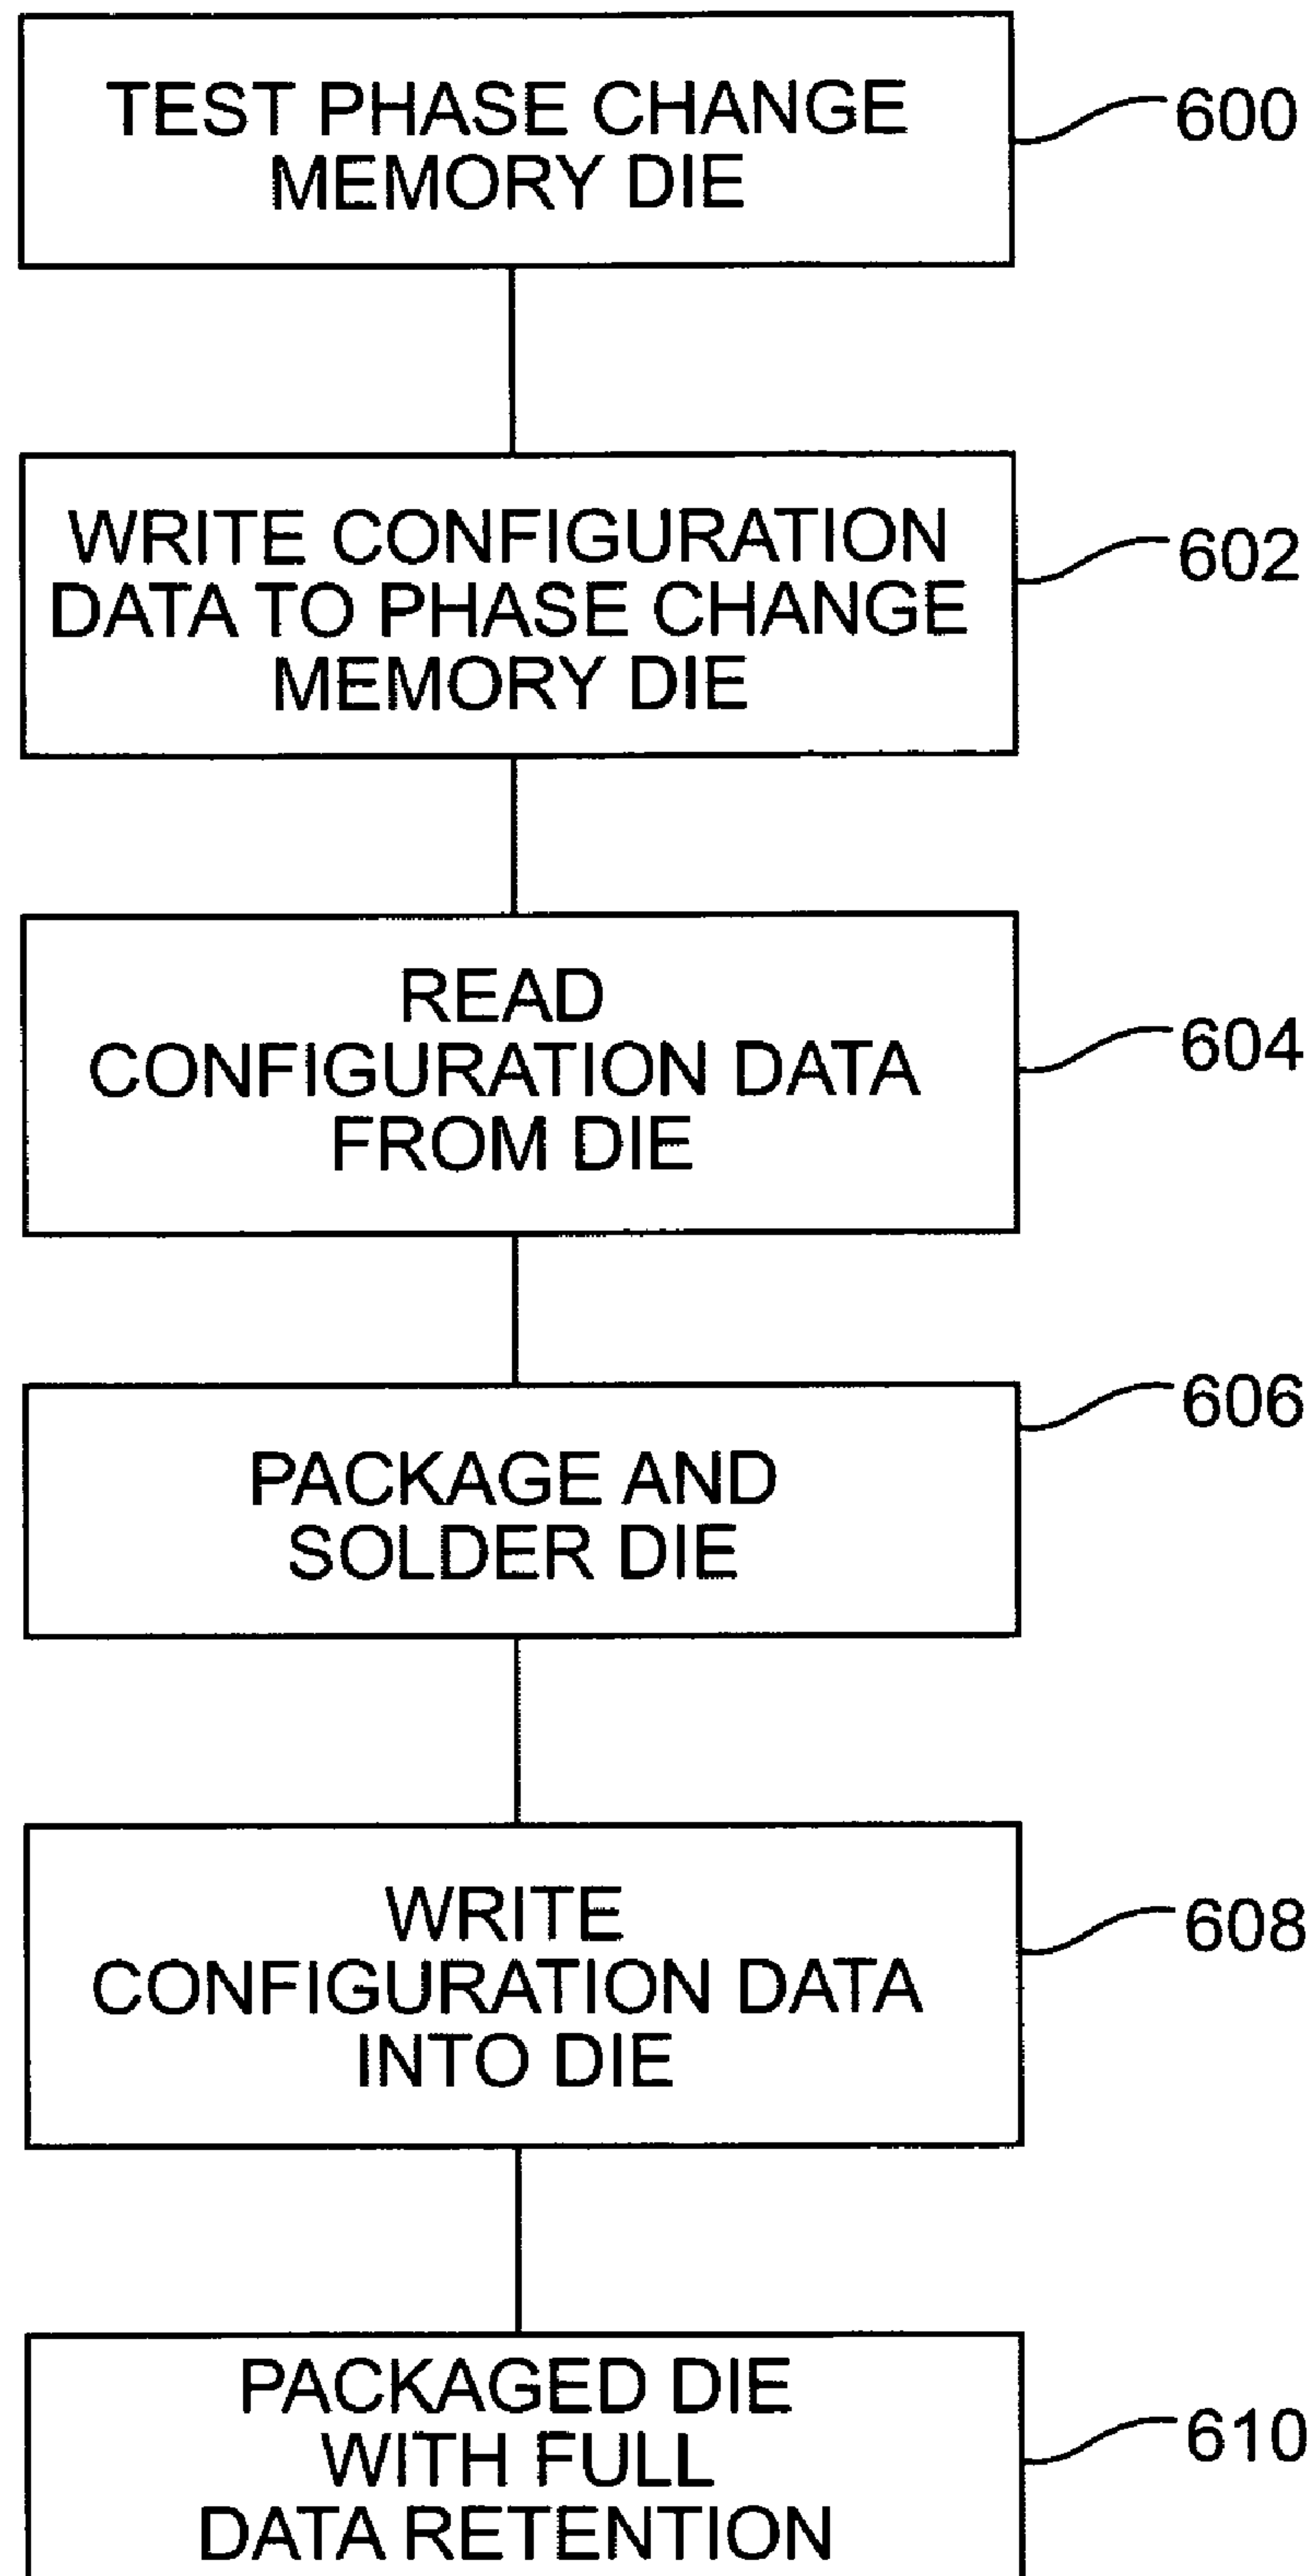 TEST PHASE CHANGE
MEMORY DIE
600
WRITE CONFIGURATION
DATA TO PHASE CHANGE
MEMORY DIE
602
READ
CONFIGURATION DATA
FROM DIE
604
PACKAGE AND
SOLDER DIE
606
WRITE
CONFIGURATION DATA
INTO DIE
608
PACKAGED DIE
WITH FULL
DATA RETENTION
610